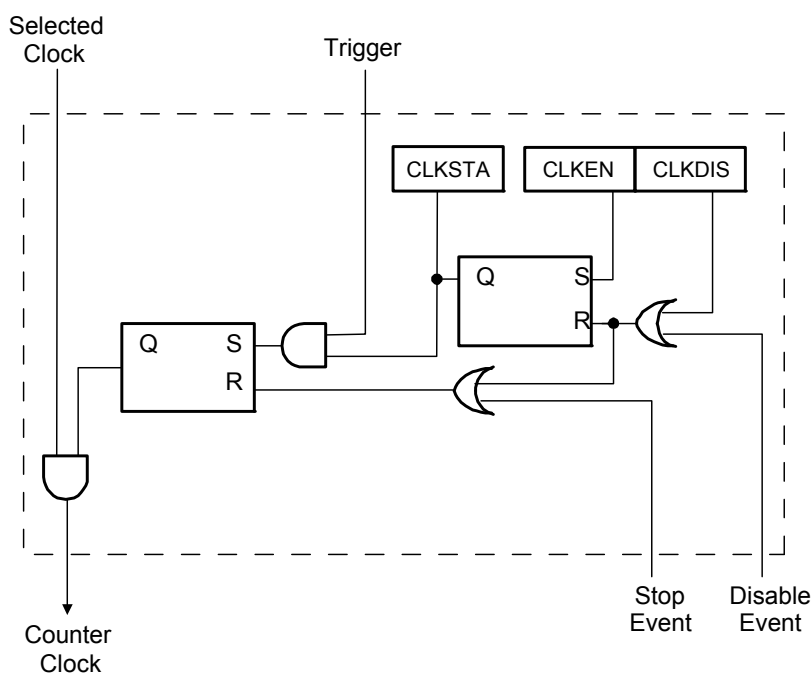 Selected
Clock
Trigger
CLKSTA
CLKEN
CLKDIS
Q
S
R
Q
S
R
Stop
Event
Disable
Event
Counter
Clock